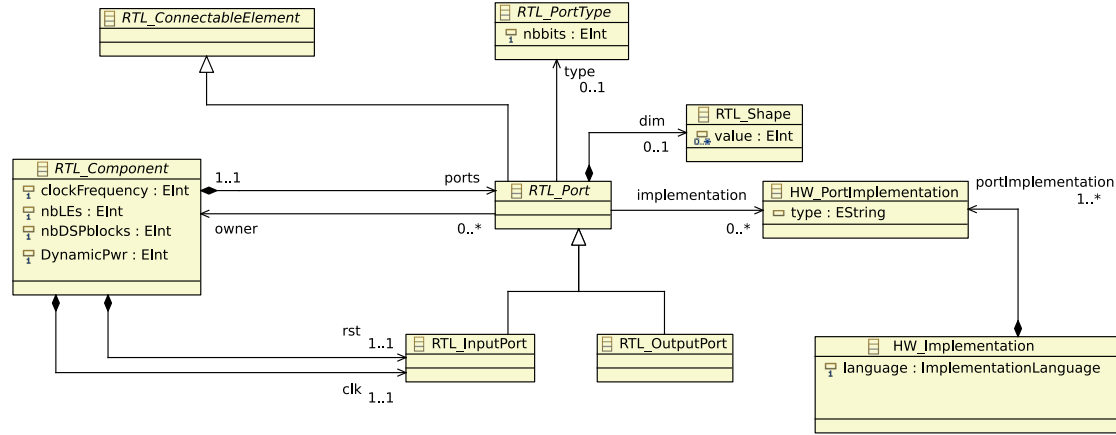 RTL_ConnectableElement
RTL_PortType
nbbits : EInt
type
0..1
dim
0..1
RTL_Shape
0..* value : EInt
RTL_Component
clockFrequency : EInt
nbLEs : EInt
nbDSPblocks : EInt
DynamicPwr : EInt
1..1
ports
owner
0..*
RTL_Port
implementation
0..*
HW_PortImplementation
type : EString
portImplementation
1..*
rst
1..1
clk
1..1
RTL_InputPort
RTL_OutputPort
HW_Implementation
language : ImplementationLanguage